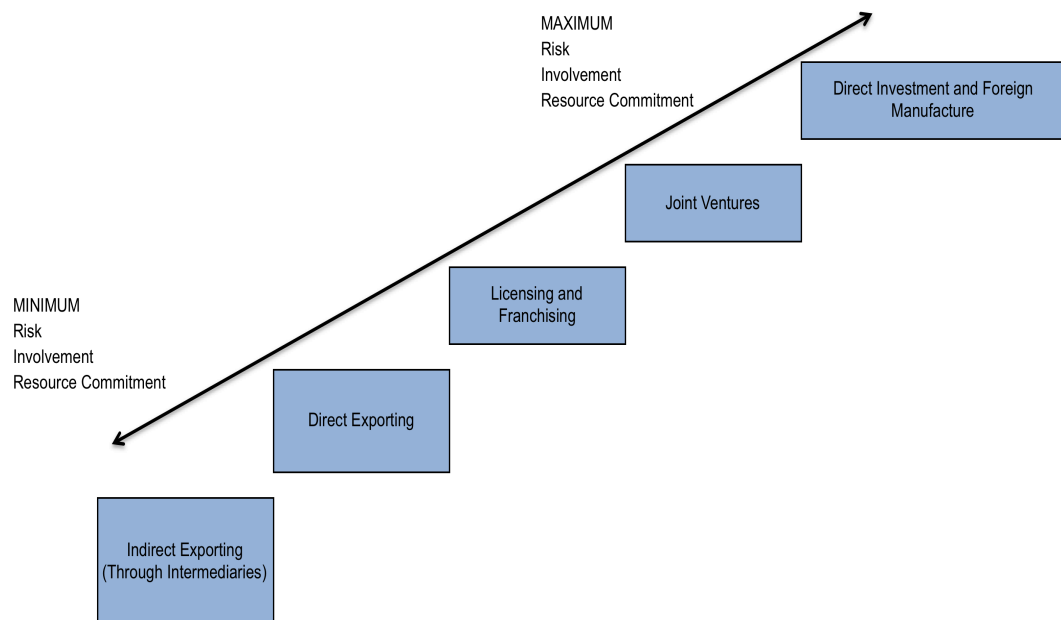 MAXIMUM
Risk
Involvement
Resource Commitment
Direct Investment and Foreign
Manufacture
Joint Ventures
Licensing and
Franchising
MINIMUM
Risk
Involvement
Resource Commitment
Direct Exporting
Indirect Exporting
(Through Intermediaries)